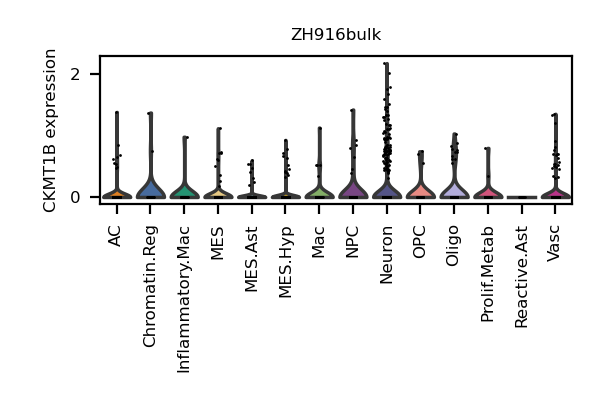 ZH916bulk
CKMT1B expression
2
0
AC
Chromatin.Reg
Inflammatory.Mac
MES
MES.Ast
MES.Hyp
Mac
NPC
Neuron
OPC
Oligo
Prolif.Metab
Reactive.Ast
Vasc